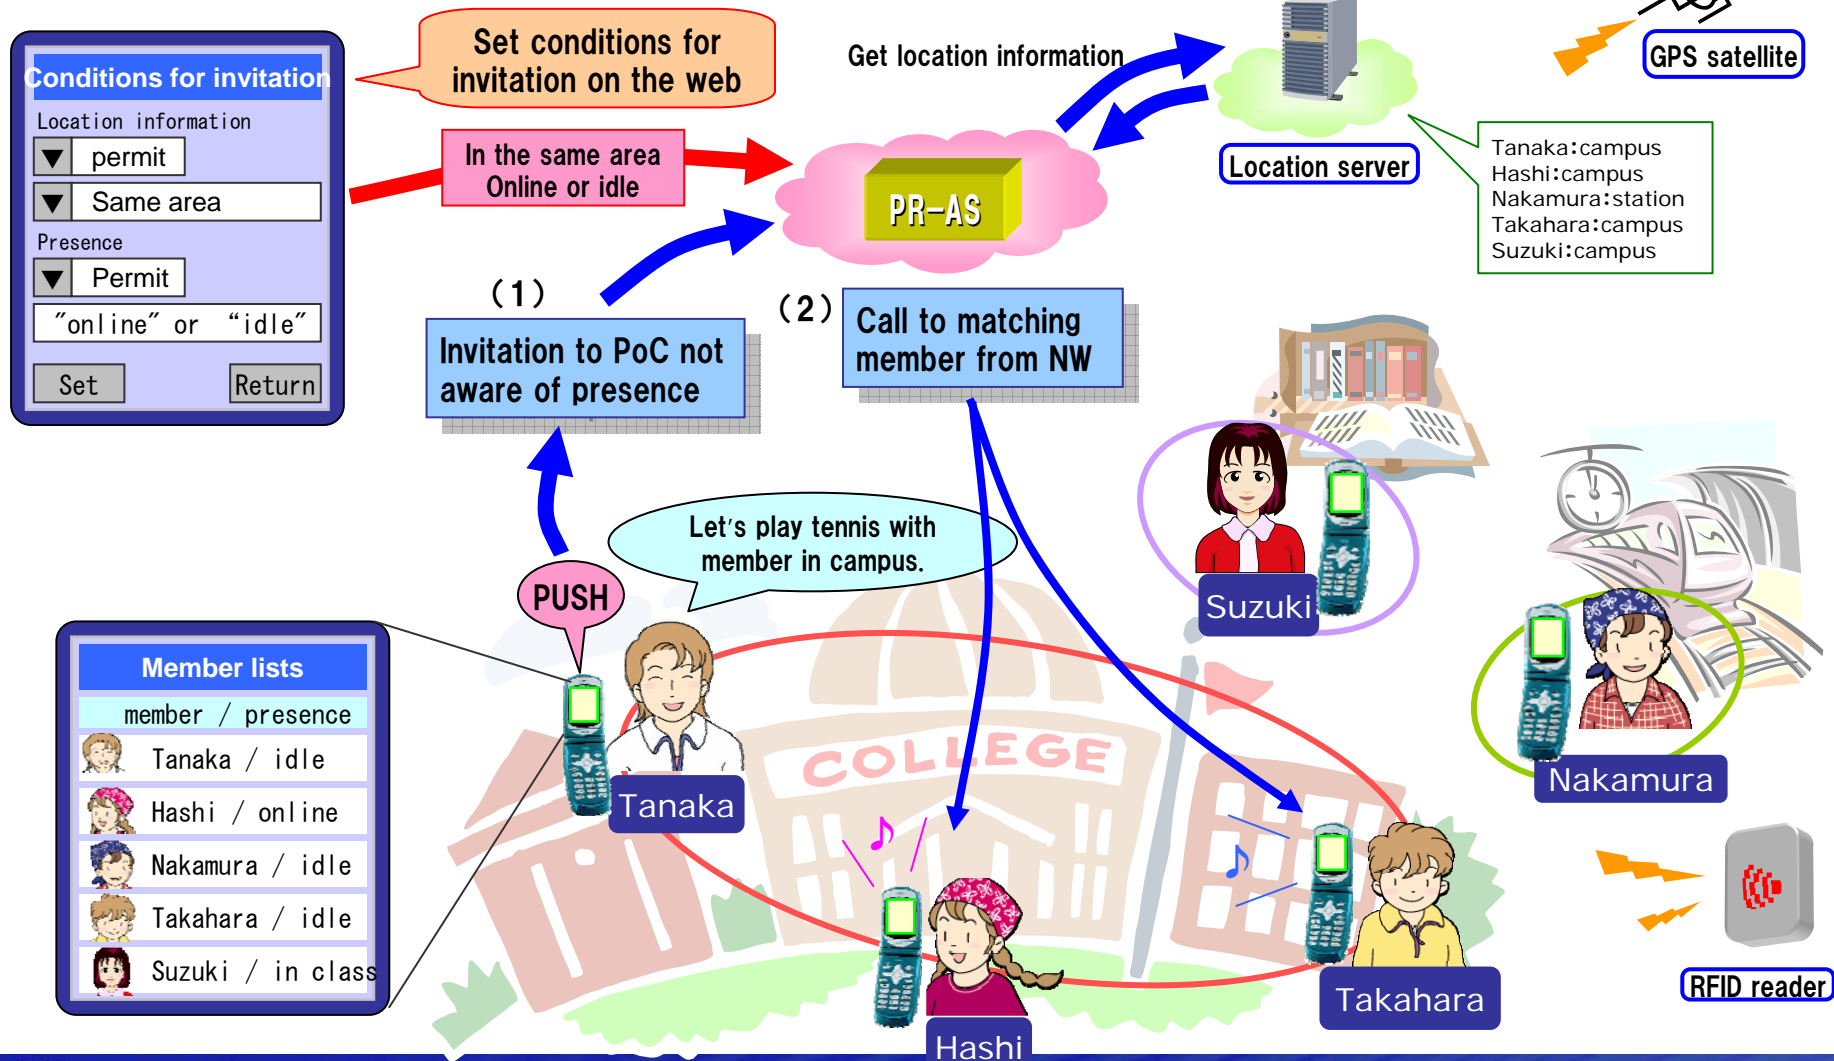 Conditions for invitation
Location information
▼ permit
▼ Same area
Presence
▼ Permit
"online" or “idle"
Set
Return
Set conditions for
invitation on the web
In the same area
Online or idle
Get location information
PR-AS
Location server
GPS satellite
Tanaka:campus
Hashi:campus
Nakamura:station
Takahara:campus
Suzuki:campus
(1)
Invitation to PoC not
aware of presence
(2)
Call to matching
member from NW
Let's play tennis with
member in campus.
PUSH
Member lists
member / presence
Tanaka / idle
Hashi / online
Nakamura / idle
Takahara / idle
Suzuki / in class
COLLEGE
Tanaka
Hashi
Takahara
Suzuki
Nakamura
RFID reader